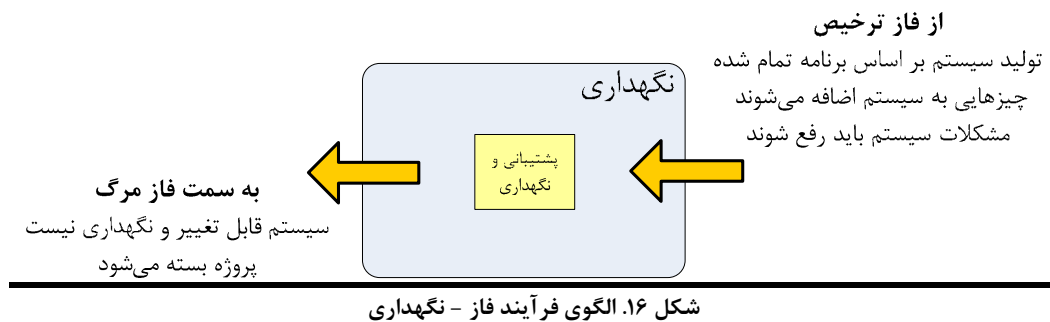 از فاز ترخیص
تولید سیستم بر اساس برنامه تمام شده
چیزهایی به سیستم اضافه می‌شوند
مشکلات سیستم باید رفع شوند
نگهداری
پشتیبانی و
نگهداری
به سمت فاز مرگ
سیستم قابل تغییر و نگهداری نیست
پروژه بسته می‌شود
شکل ۱۶. الگوی فرآیند فاز – نگهداری